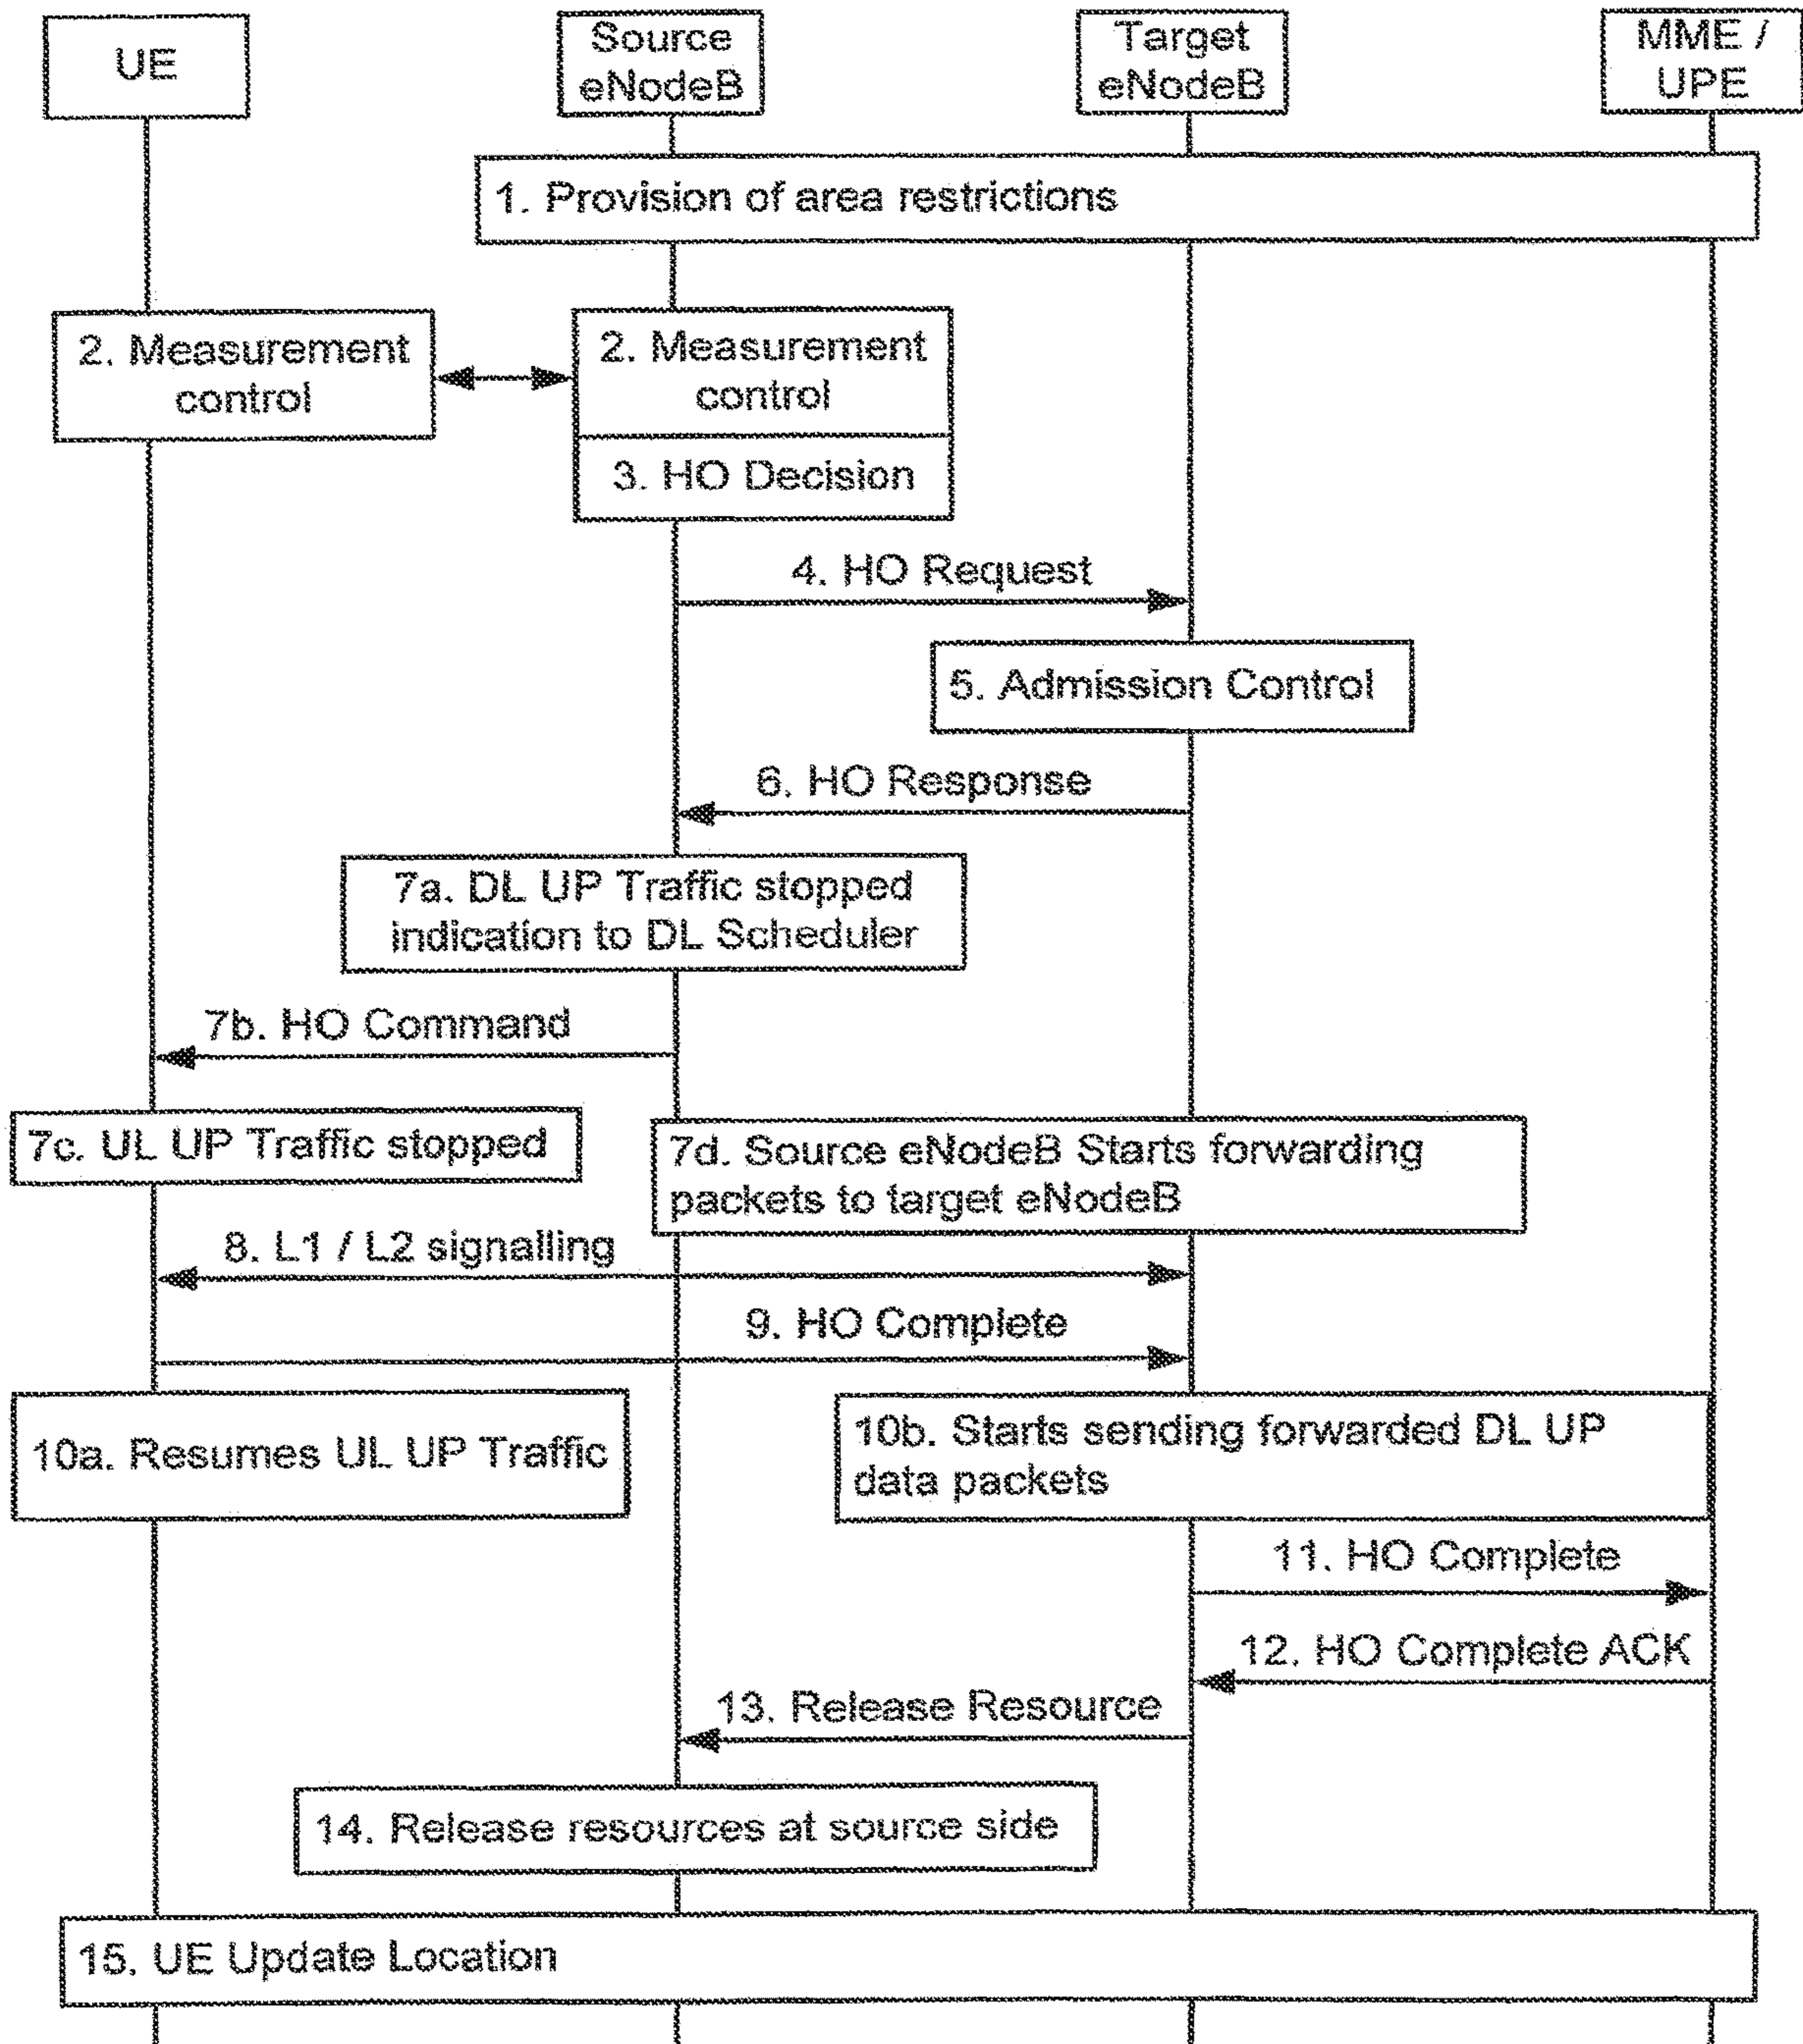 UE
Source
eNodeB
Target
eNodeB
MME /
UPE
1. Provision of area restrictions
2. Measurement
control
2. Measurement
control
3. HO Decision
4. HO Request
5. Admission Control
6. HO Response
7a. DL UP Traffic stopped
indication to DL Scheduler
7b. HO Command
7c. UL UP Traffic stopped
7d. Source eNodeB Starts forwarding
packets to target eNodeB
8. L1 / L2 signalling
9. HO Complete
10a. Resumes UL UP Traffic
10b. Starts sending forwarded DL UP
data packets
11. HO Complete
12. HO Complete ACK
13. Release Resource
14. Release resources at source side
15. UE Update Location